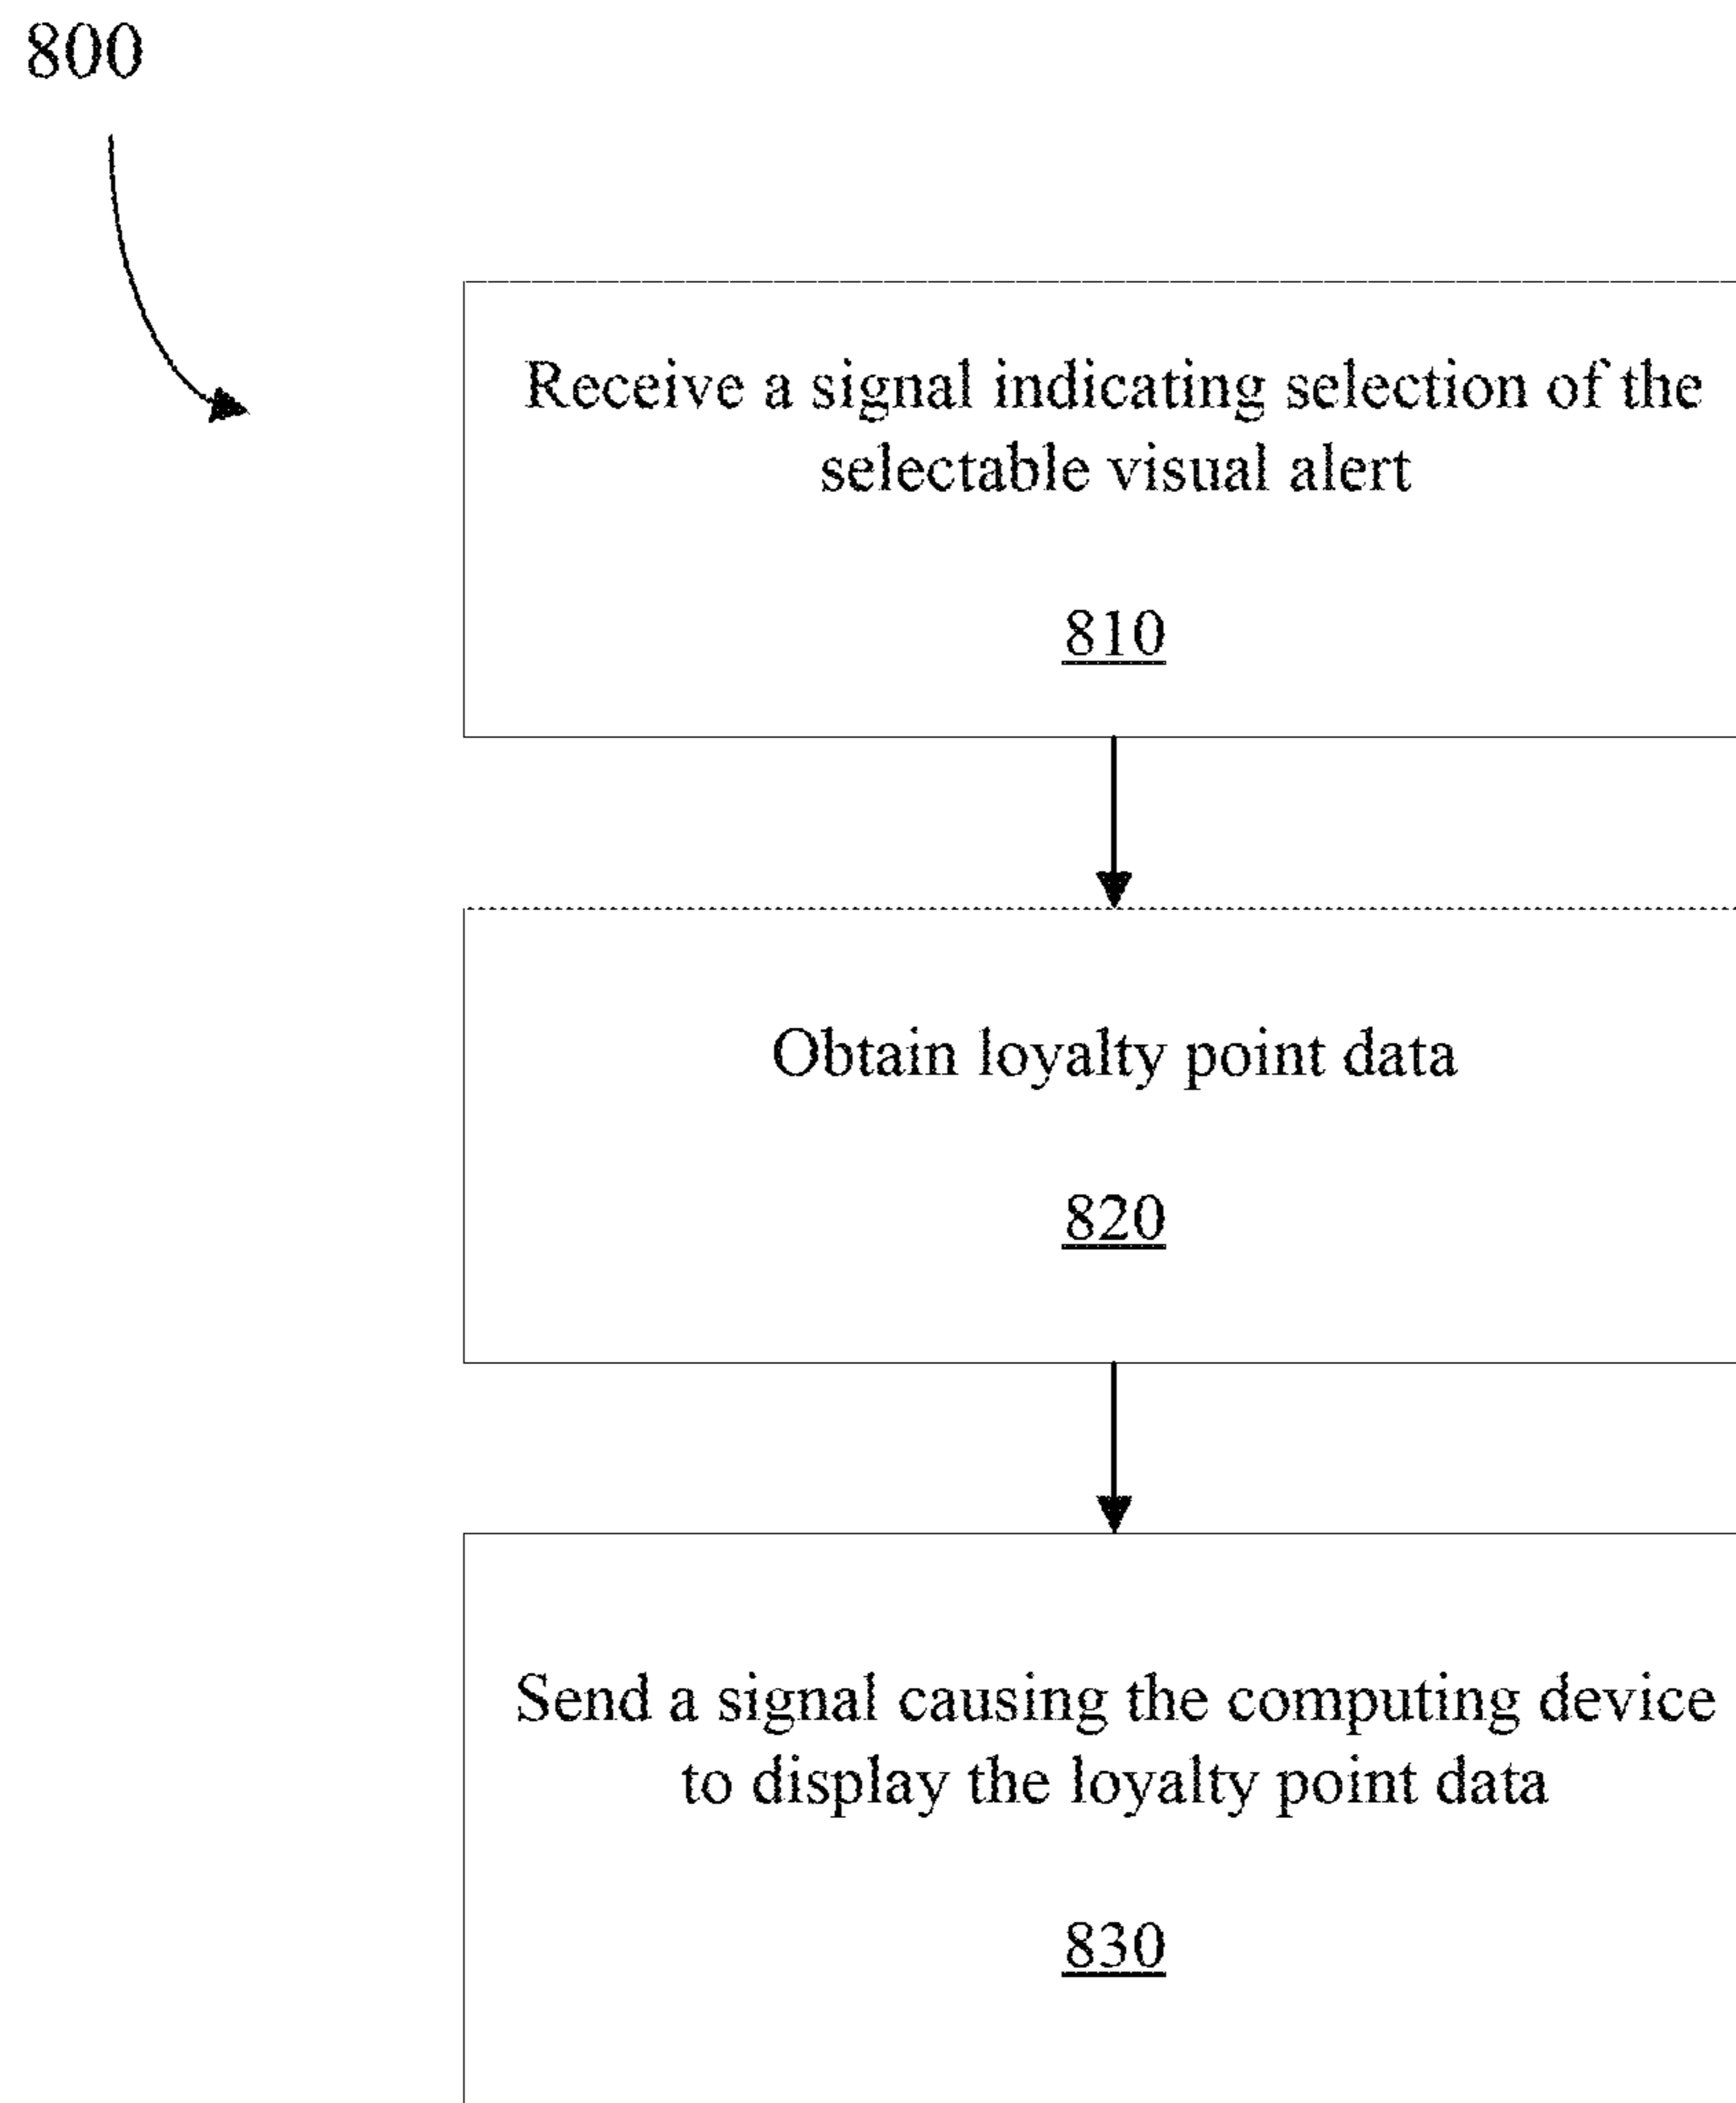 800
Receive a signal indicating selection of the
selectable visual alert
810
Obtain loyalty point data
820
Send a signal causing the computing device
to display the loyalty point data
830